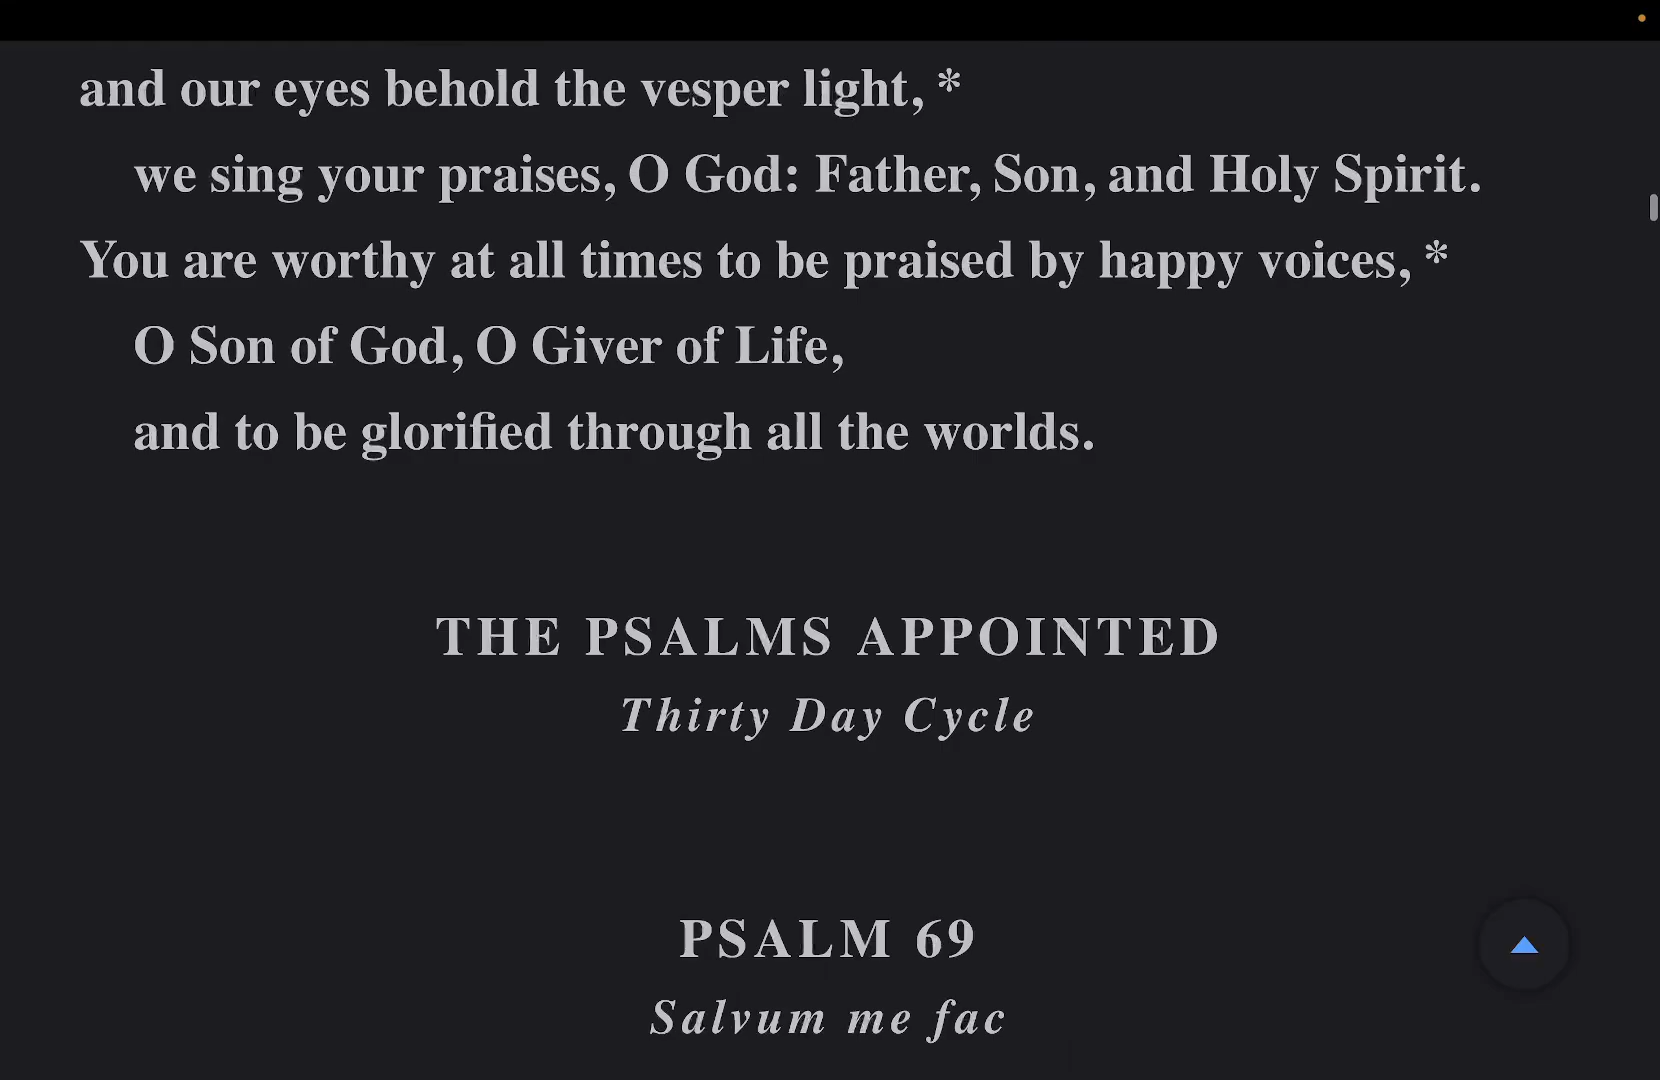 and our eyes behold the vesper light, *
we sing your praises, O God: Father, Son, and Holy Spirit.
You are worthy at all times to be praised by happy voices, *
O Son of God, O Giver of Life,
and to be glorified through all the worlds.
THE PSALMS APPOINTED
Thirty Day Cycle
PSALM 69
Salvum me fac